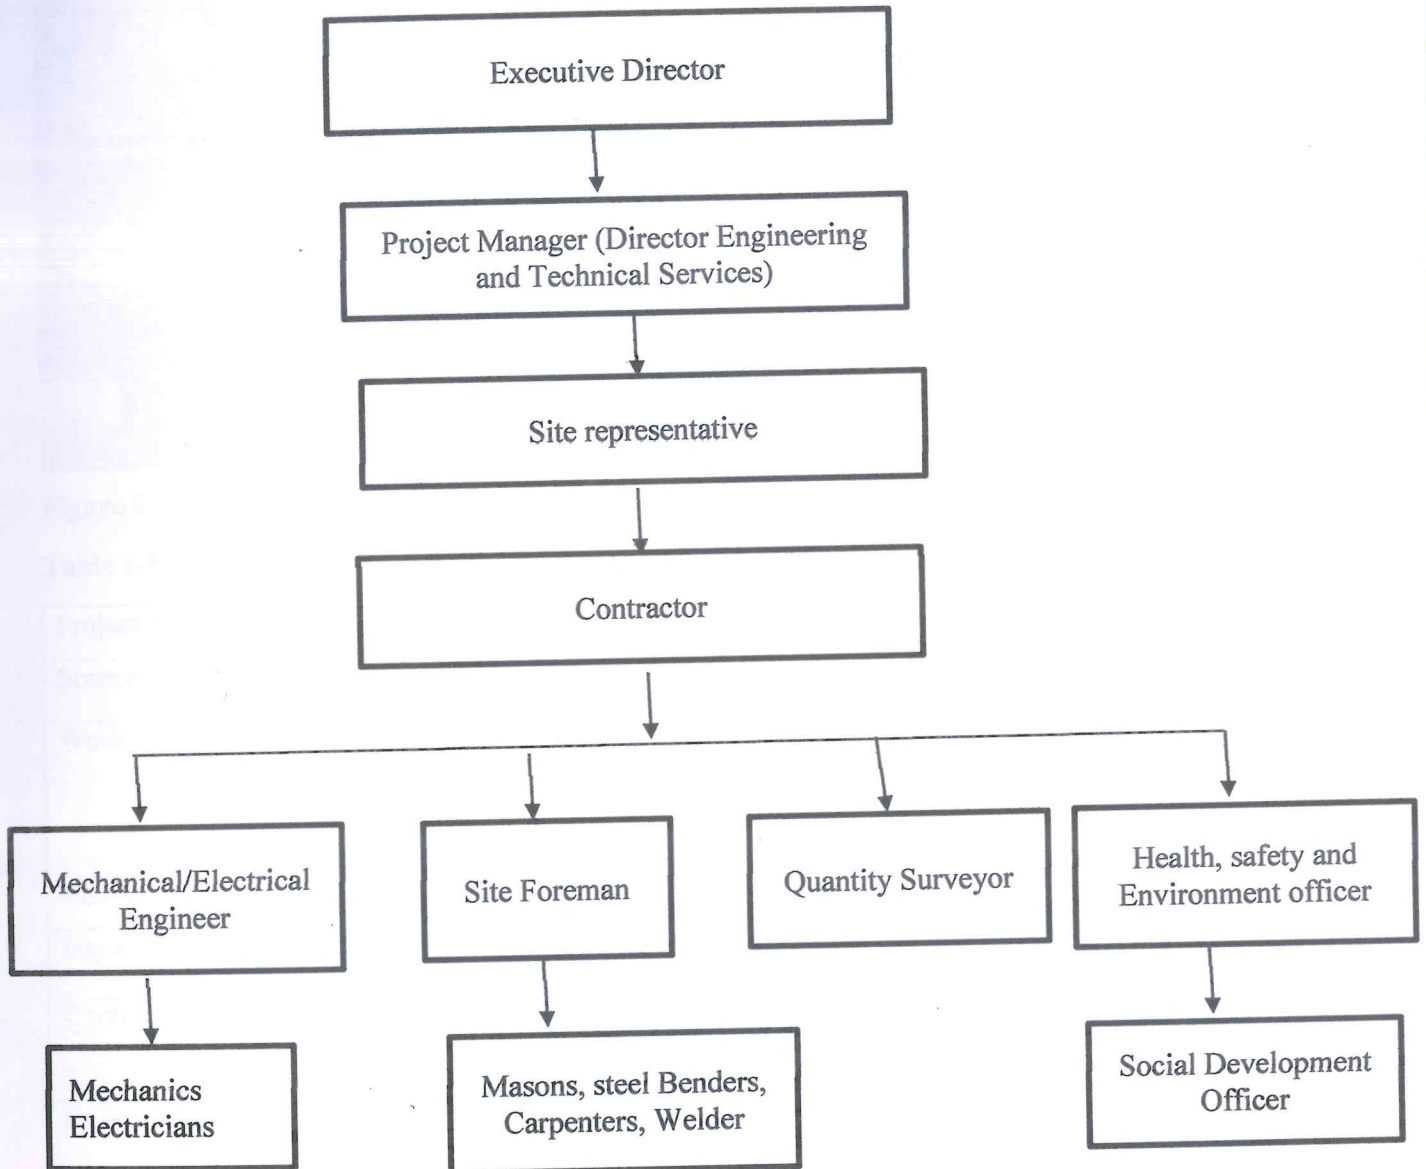 Executive Director
Project Manager (Director Engineering
and Technical Services)
Site representative
Contractor
Mechanical/Electrical
Engineer
Site Foreman
Quantity Surveyor
Health, safety and
Environment officer
Mechanics
Electricians
Masons, steel Benders,
Carpenters, Welder
Social Development
Officer